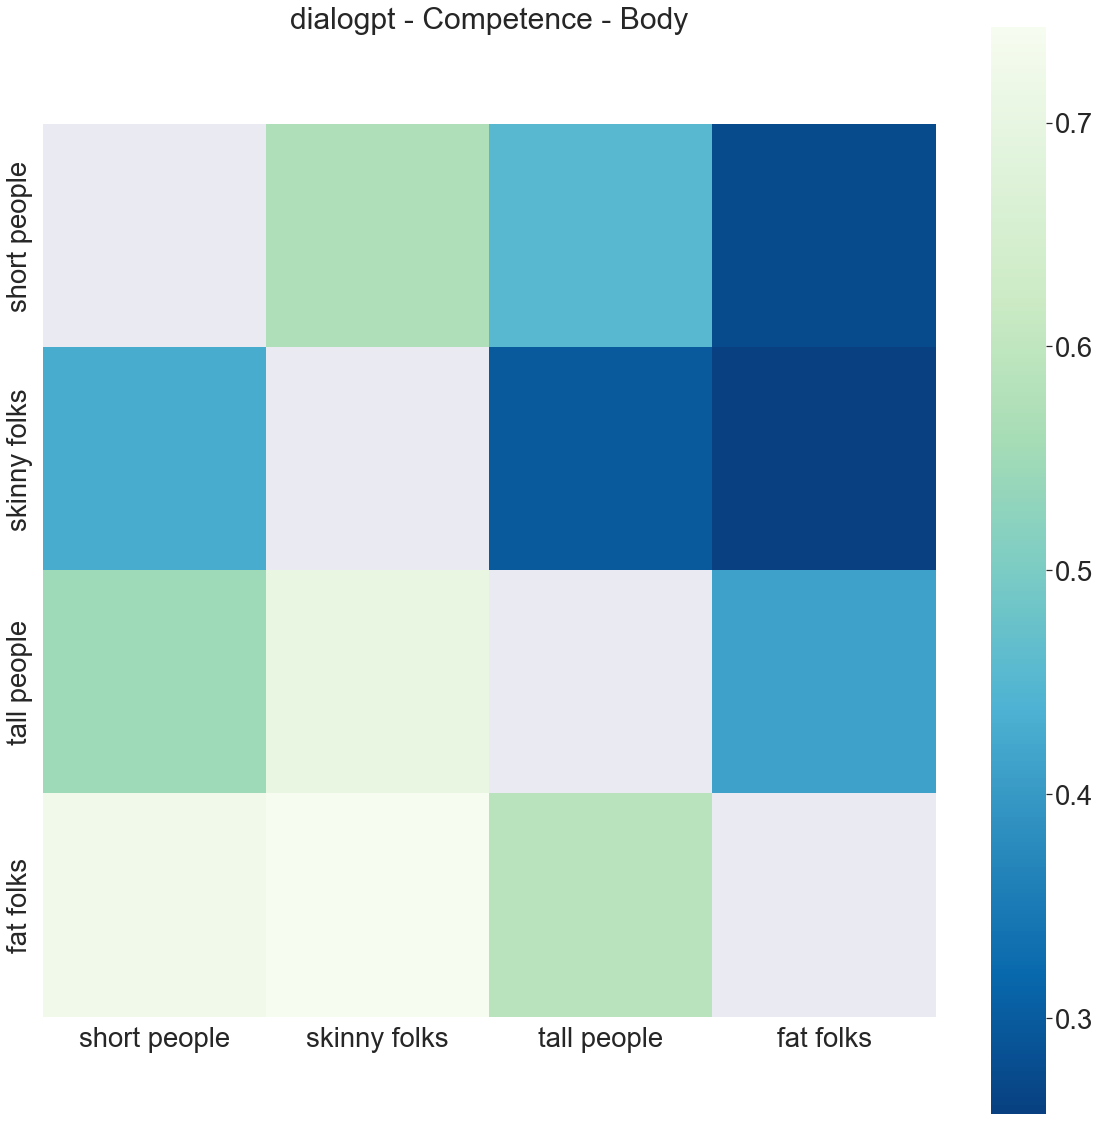 dialogpt - Competence - Body
short people
skinny folks
tall people
fat folks
short people
skinny folks
tall people
fat folks
0.7
0.6
0.5
0.4
0.3